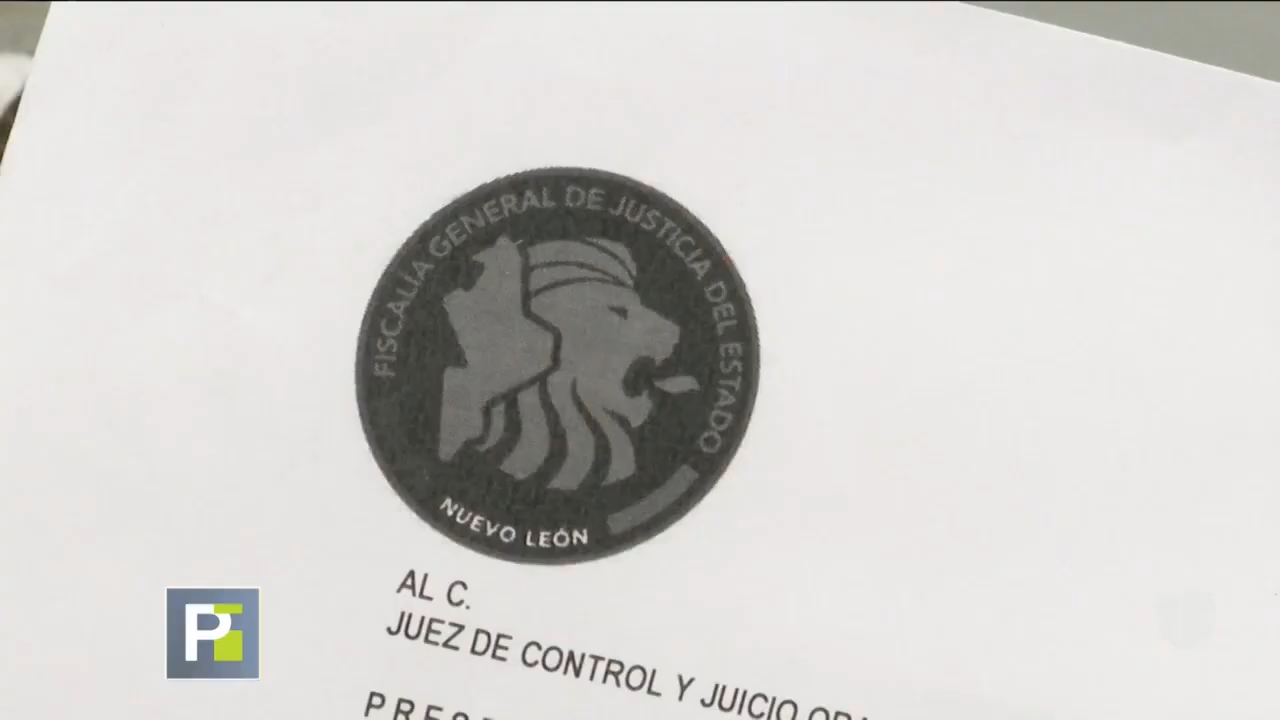 FISCALÍA GENERAL DE JUSTICIA DEL ESTADO
NUEVO LEÓN
AL C.
JUEZ DE CONTROL Y JUICIO